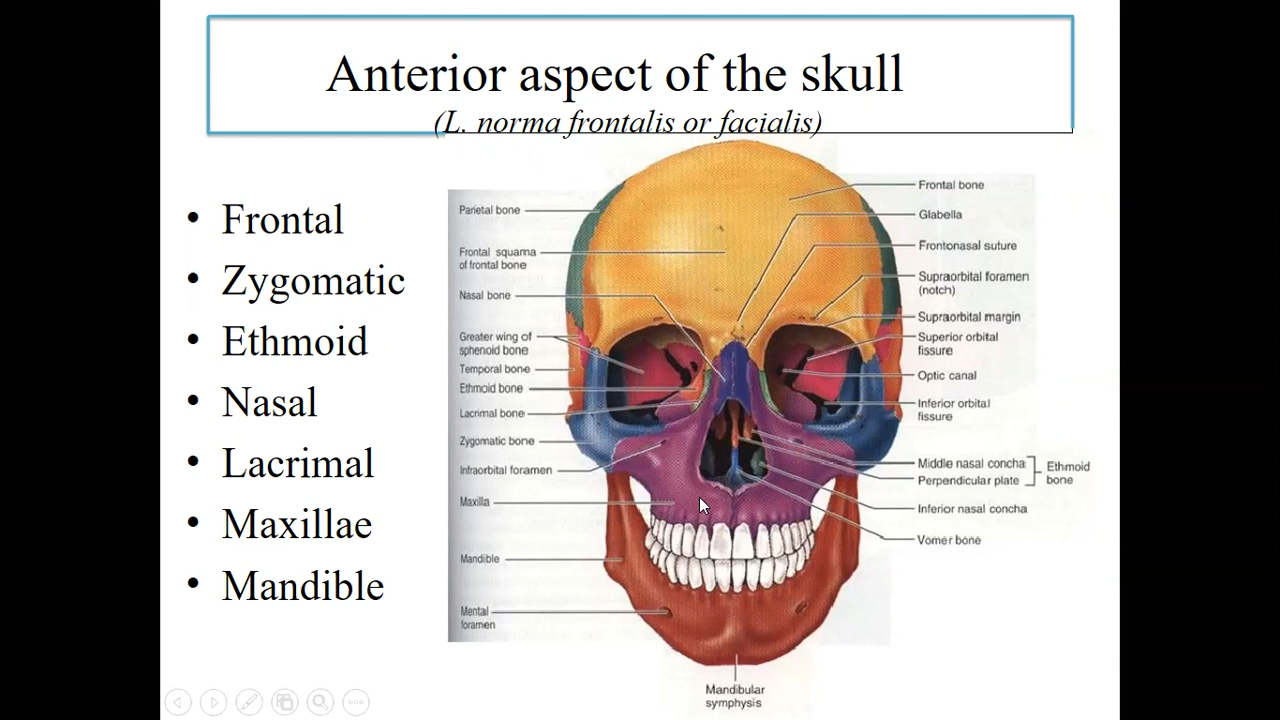 Anterior aspect of the skull
(L. norma frontalis or facialis)
• Frontal
• Zygomatic
• Ethmoid
• Nasal
• Lacrimal
• Maxillae
• Mandible
Parietal bone
Frontal squama
of frontal bone
Nasal bone
Greater wing of
sphenoid bone
Temporal bone
Ethmoid bone
Lacrimal bone
Zygomatic bone
Infraorbital foramen
Maxilla
Mandible
Mental
foramen
Frontal bone
Glabella
Frontonasal suture
Supraorbital foramen
(notch)
Supraorbital margin
Superior orbital
fissure
Optic canal
Inferior orbital
fissure
Middle nasal concha
Perpendicular plate
Ethmoid
bone
Inferior nasal concha
Vomer bone
Mandibular
symphysis